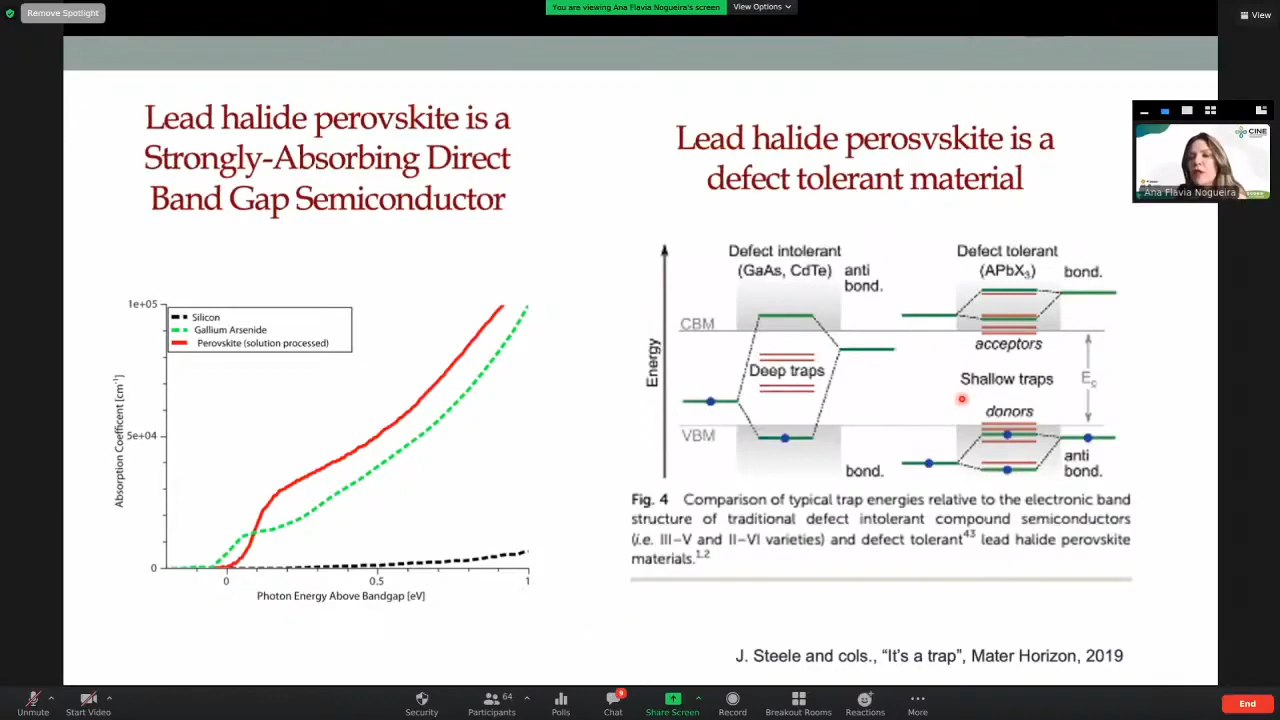 Remove Spotlight
You are viewing Ana Flavia Nogueira's screen
View Options
View
Lead halide perovskite is a
Strongly-Absorbing Direct
Band Gap Semiconductor
Lead halide perosvskite is a
defect tolerant material
CINE
Ana Flavia Nogueira
1e+05
5e+04
0
Absorption Coefficent [cm-1]
Silicon
Gallium Arsenide
Perovskite (solution processed)
0
0.5
1
Photon Energy Above Bandgap [eV]
Energy
Defect intolerant
(GaAs, CdTe)
anti
bond.
Defect tolerant
(APbX3)
bond.
CBM
Deep traps
acceptors
Shallow traps
donors
VBM
bond.
anti
bond.
Fig. 4 Comparison of typical trap energies relative to the electronic band
structure of traditional defect intolerant compound semiconductors
(i.e. III–V and II–VI varieties) and defect tolerant43 lead halide perovskite
materials.1,2
J. Steele and cols., “It’s a trap”, Mater Horizon, 2019
Unmute
Start Video
Security
Participants
64
Polls
Chat
9
Share Screen
Record
Breakout Rooms
Reactions
More
End